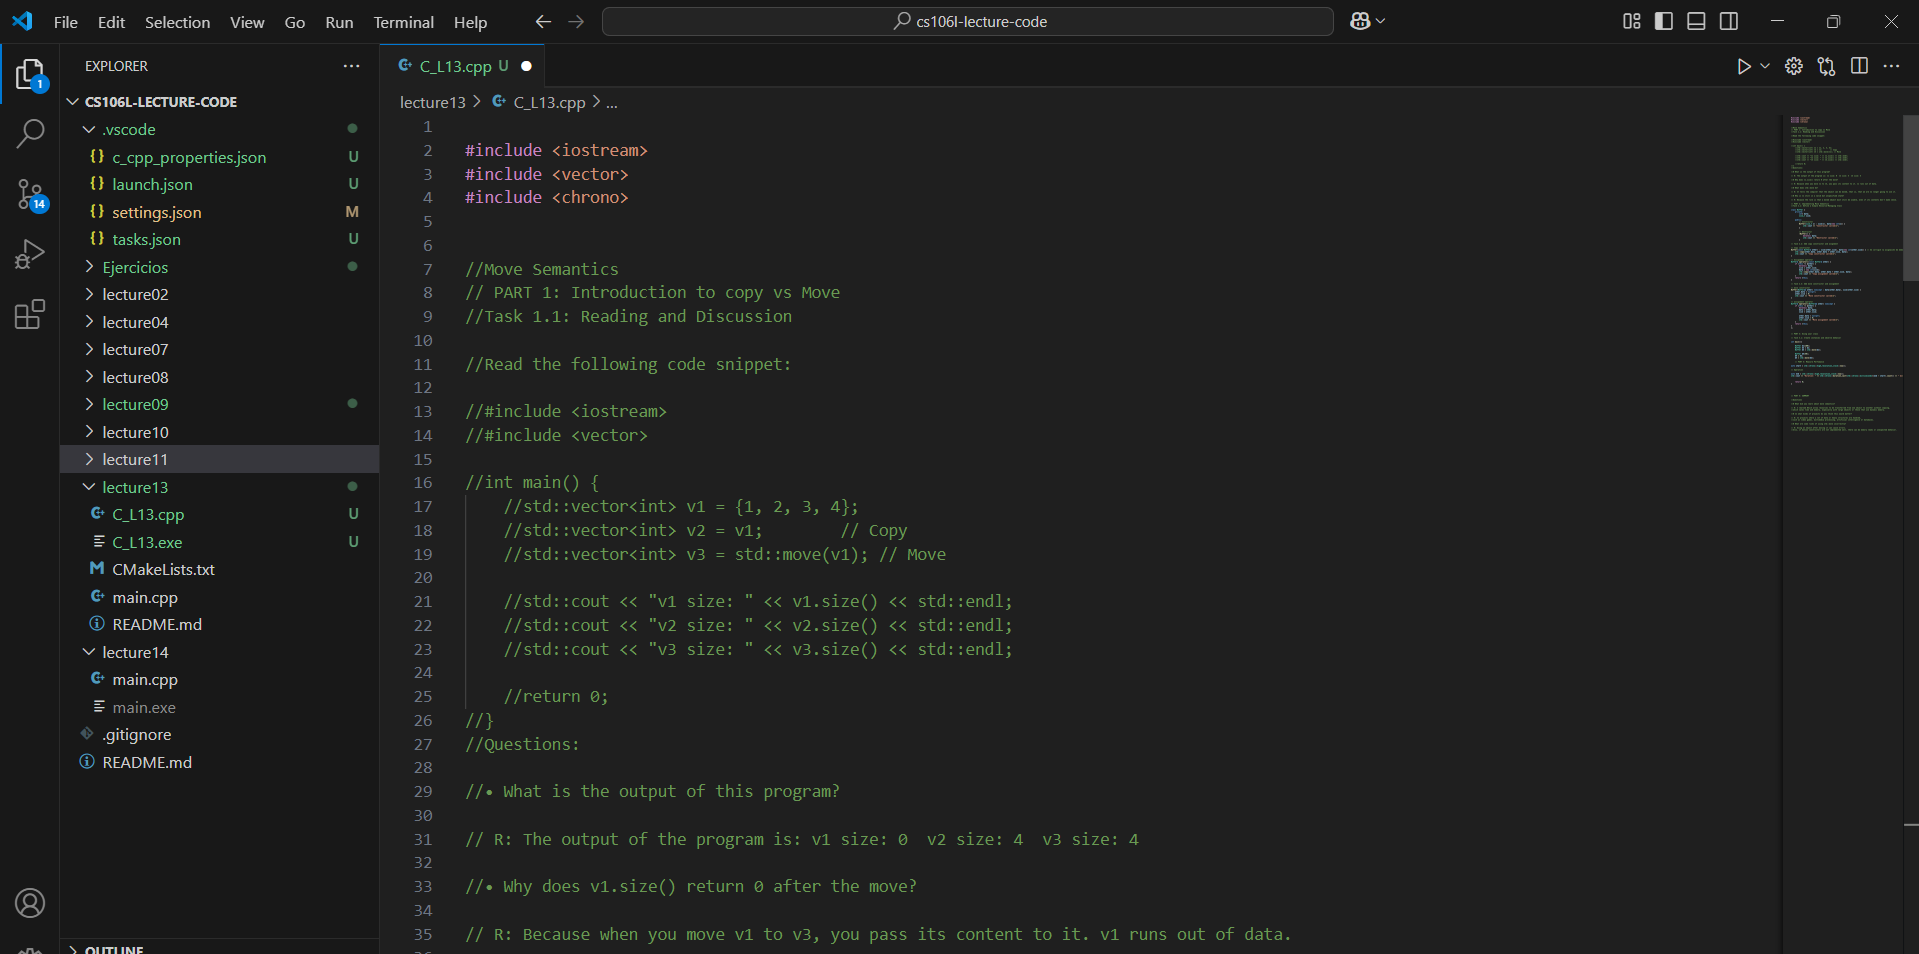 File Edit Selection View Go Run Terminal Help
cs106l-lecture-code
EXPLORER
CS106L-LECTURE-CODE
.vscode
{} c_cpp_properties.json U
{} launch.json U
{} settings.json M
{} tasks.json U
Ejercicios
lecture02
lecture04
lecture07
lecture08
lecture09
lecture10
lecture11
lecture13
C_L13.cpp U
C_L13.exe U
CMakeLists.txt
main.cpp
README.md
lecture14
main.cpp
main.exe
.gitignore
README.md
OUTLINE
1
14
C_L13.cpp U
lecture13 > C_L13.cpp > ...
1
2 #include <iostream>
3 #include <vector>
4 #include <chrono>
5
6
7 //Move Semantics
8 // PART 1: Introduction to copy vs Move
9 //Task 1.1: Reading and Discussion
10
11 //Read the following code snippet:
12
13 //#include <iostream>
14 //#include <vector>
15
16 //int main() {
17 //std::vector<int> v1 = {1, 2, 3, 4};
18 //std::vector<int> v2 = v1; // Copy
19 //std::vector<int> v3 = std::move(v1); // Move
20
21 //std::cout << "v1 size: " << v1.size() << std::endl;
22 //std::cout << "v2 size: " << v2.size() << std::endl;
23 //std::cout << "v3 size: " << v3.size() << std::endl;
24
25 //return 0;
26 //}
27 //Questions:
28
29 //• What is the output of this program?
30
31 // R: The output of the program is: v1 size: 0 v2 size: 4 v3 size: 4
32
33 //• Why does v1.size() return 0 after the move?
34
35 // R: Because when you move v1 to v3, you pass its content to it. v1 runs out of data.